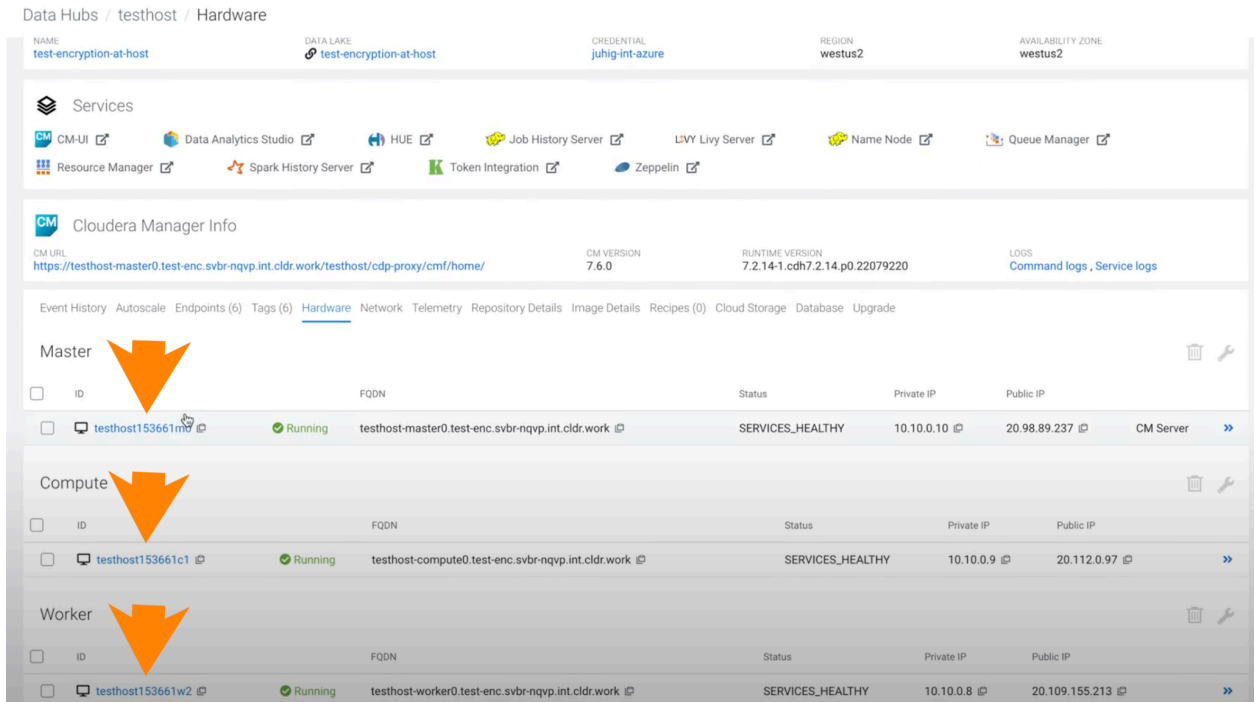 Data Hubs / testhost / Hardware
NAME DATA LAKE CREDENTIAL REGION AVAILABILITY ZONE
test-encryption-at-host test-encryption-at-host juhig-int-azure westus2 westus2
Services
CM CM-UI Data Analytics Studio HUE Job History Server LIVY Livy Server Name Node Queue Manager
Resource Manager Spark History Server Token Integration Zeppelin
CM Cloudera Manager Info
CM URL CM VERSION RUNTIME VERSION LOGS
https://testhost-master0.test-enc.svbr-nqvp.int.cldr.work/testhost/cdp-proxy/cmf/home/ 7.6.0 7.2.14-1.cdh7.2.14.p0.22079220 Command logs , Service logs
Event History Autoscale Endpoints (6) Tags (6) Hardware Network Telemetry Repository Details Image Details Recipes (0) Cloud Storage Database Upgrade
Master
ID FQDN Status Private IP Public IP
testhost153661m0 Running testhost-master0.test-enc.svbr-nqvp.int.cldr.work SERVICES_HEALTHY 10.10.0.10 20.98.89.237 CM Server »
Compute
ID FQDN Status Private IP Public IP
testhost153661c1 Running testhost-compute0.test-enc.svbr-nqvp.int.cldr.work SERVICES_HEALTHY 10.10.0.9 20.112.0.97 »
Worker
ID FQDN Status Private IP Public IP
testhost153661w2 Running testhost-worker0.test-enc.svbr-nqvp.int.cldr.work SERVICES_HEALTHY 10.10.0.8 20.109.155.213 »